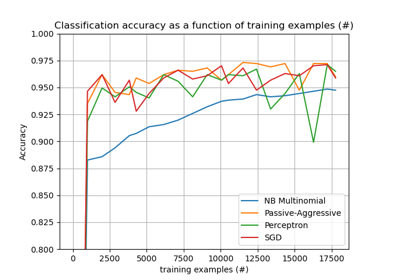 Classification accuracy as a function of training examples (#)
1.000
0.975
0.950
0.925
0.900
0.875
0.850
0.825
0.800
Accuracy
NB Multinomial
Passive-Aggressive
Perceptron
SGD
0 2500 5000 7500 10000 12500 15000 17500
training examples (#)